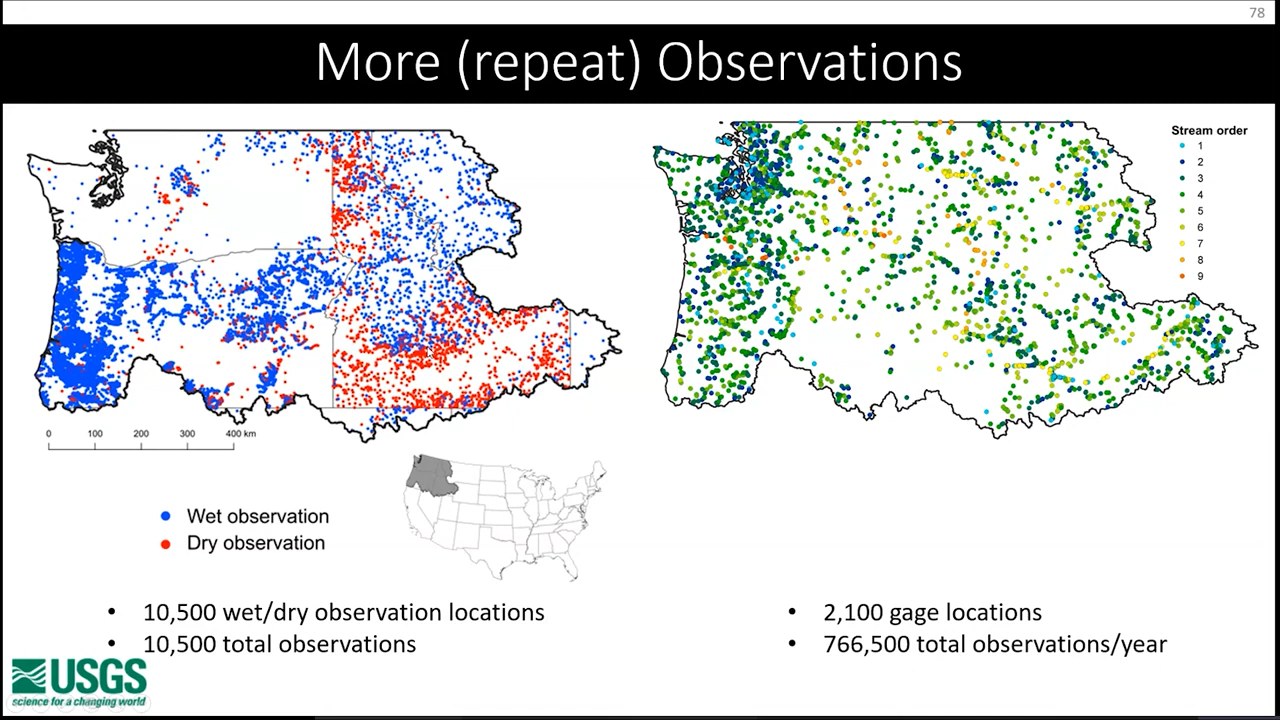 78
More (repeat) Observations
Stream order
1
2
3
4
5
6
7
8
9
0 100 200 300 400 km
Wet observation
Dry observation
• 10,500 wet/dry observation locations
• 10,500 total observations
• 2,100 gage locations
• 766,500 total observations/year
USGS
science for a changing world